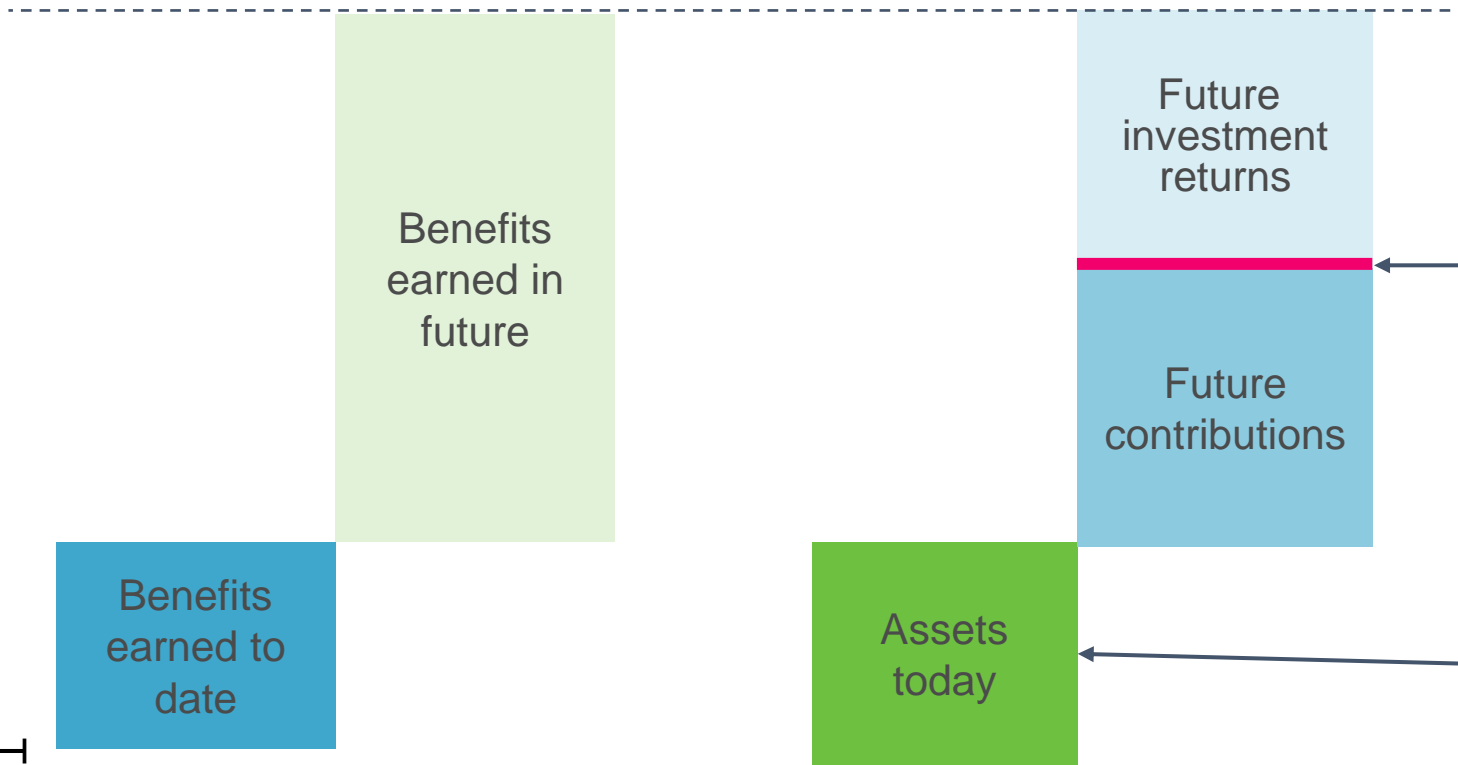 Benefits
earned in
future
Benefits
earned to
date
Future
investment
returns
Future
contributions
Assets
today